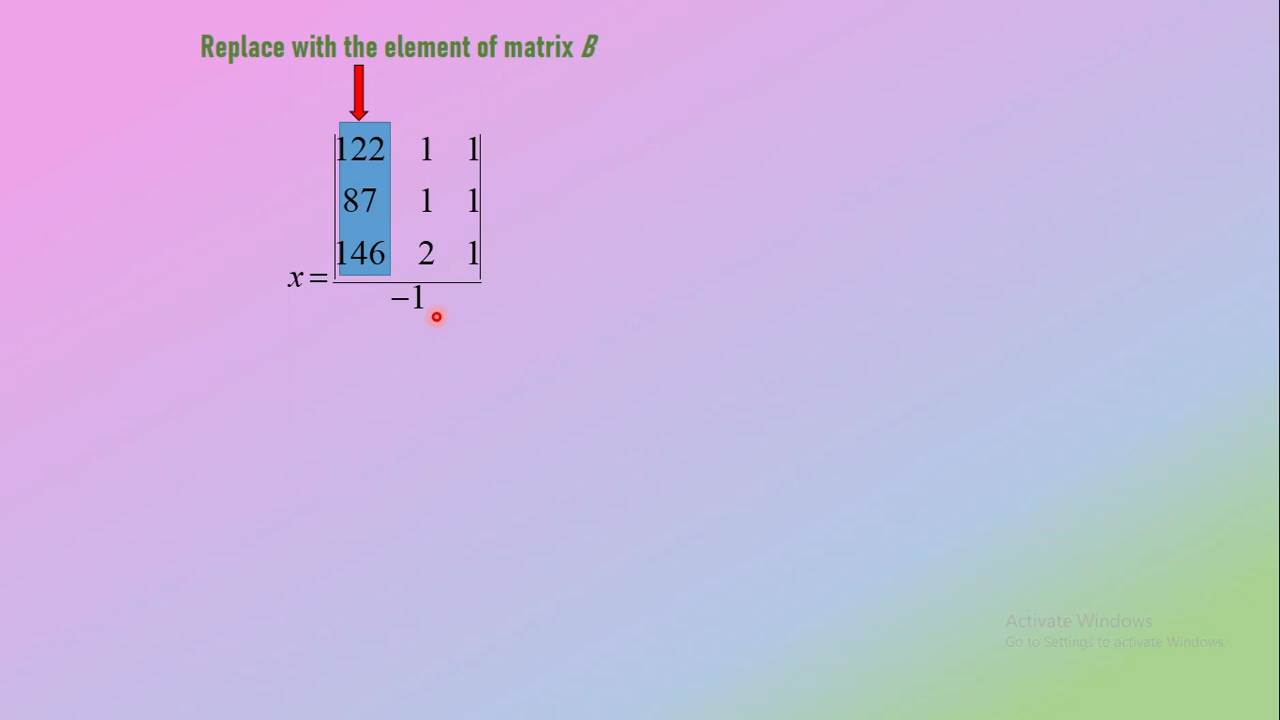 Replace with the element of matrix B
122 1 1
87 1 1
146 2 1
x =
−1
Activate Windows
Go to Settings to activate Windows.